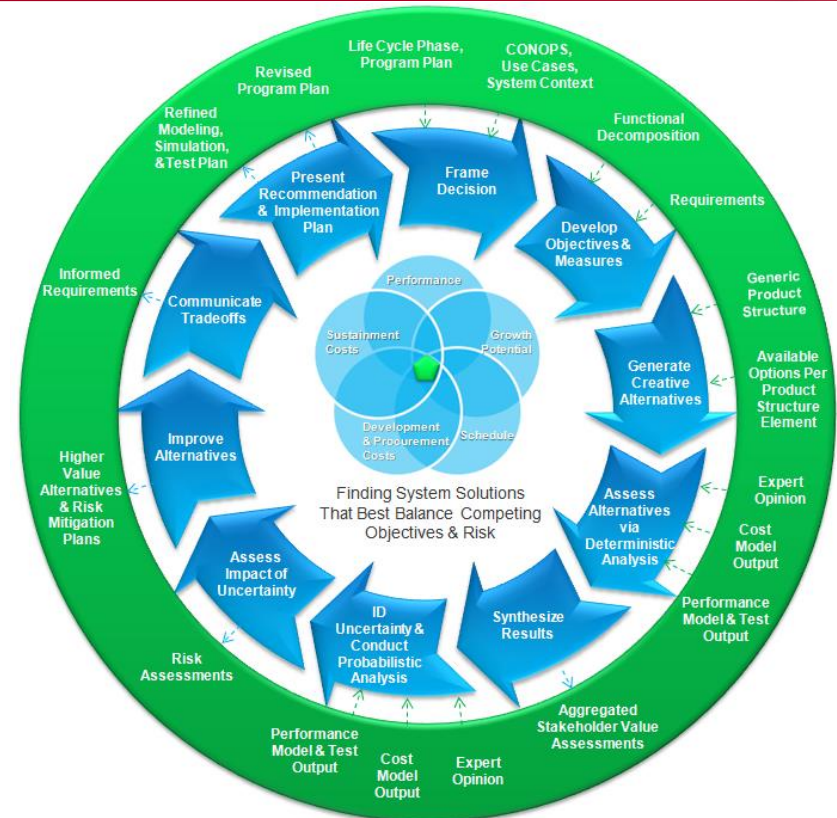 Life Cycle Phase,
Program Plan
CONOPS,
Use Cases,
System Context
Functional
Decomposition
Requirements
Generic
Product
Structure
Available
Options Per
Product
Structure
Element
Expert
Opinion
Cost
Model
Output
Performance
Model & Test
Output
Aggregated
Stakeholder Value
Assessments
Expert
Opinion
Cost
Model
Output
Performance
Model & Test
Output
Risk
Assessments
Higher
Value
Alternatives
& Risk
Mitigation
Plans
Informed
Requirements
Refined
Modeling,
Simulation,
&Test Plan
Revised
Program Plan
Frame
Decision
Develop
Objectives &
Measures
Generate
Creative
Alternatives
Assess
Alternatives
via
Deterministic
Analysis
Synthesize
Results
ID
Uncertainty &
Conduct
Probabilistic
Analysis
Assess
Impact of
Uncertainty
Improve
Alternatives
Communicate
Tradeoffs
Present
Recommendation
& Implementation
Plan
Performance
Growth
Potential
Schedule
Development
& Procurement
Costs
Sustainment
Costs
Finding System Solutions
That Best Balance Competing
Objectives & Risk